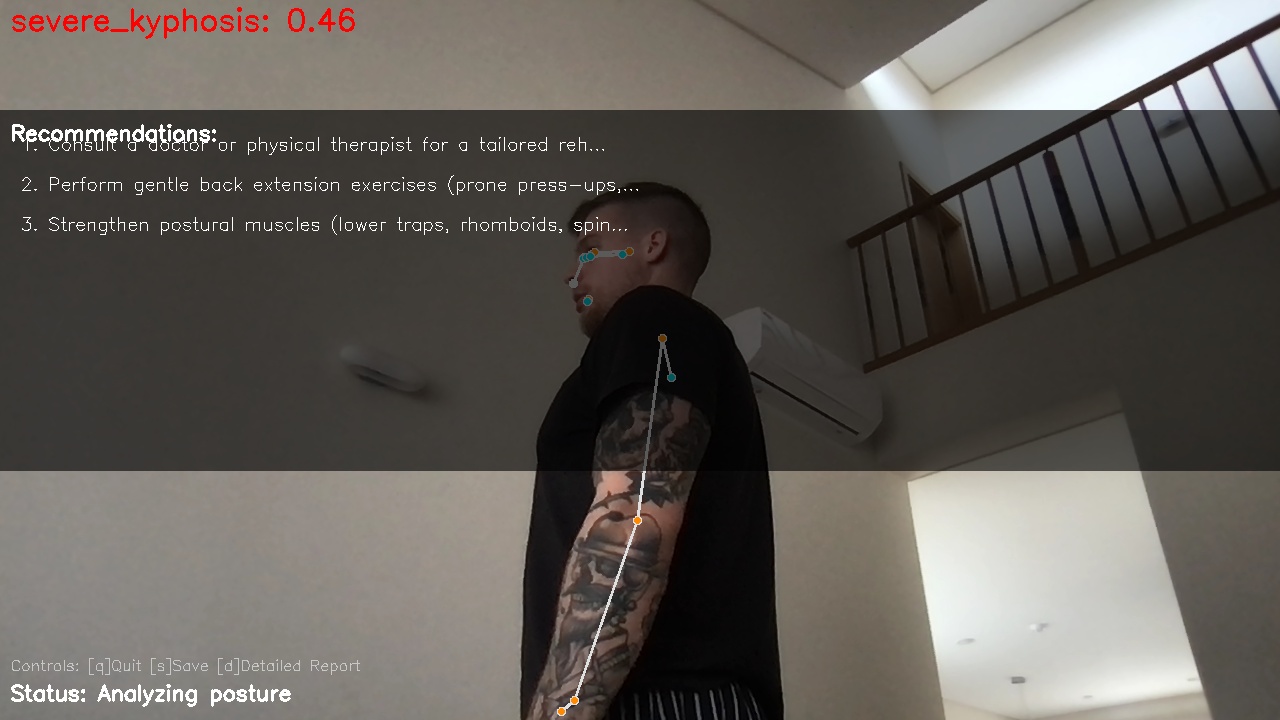 severe_kyphosis: 0.46
Recommendations:
1. Consult a doctor or physical therapist for a tailored reh...
2. Perform gentle back extension exercises (prone press-ups,...
3. Strengthen postural muscles (lower traps, rhomboids, spin...
Controls: [q]Quit [s]Save [d]Detailed Report
Status: Analyzing posture